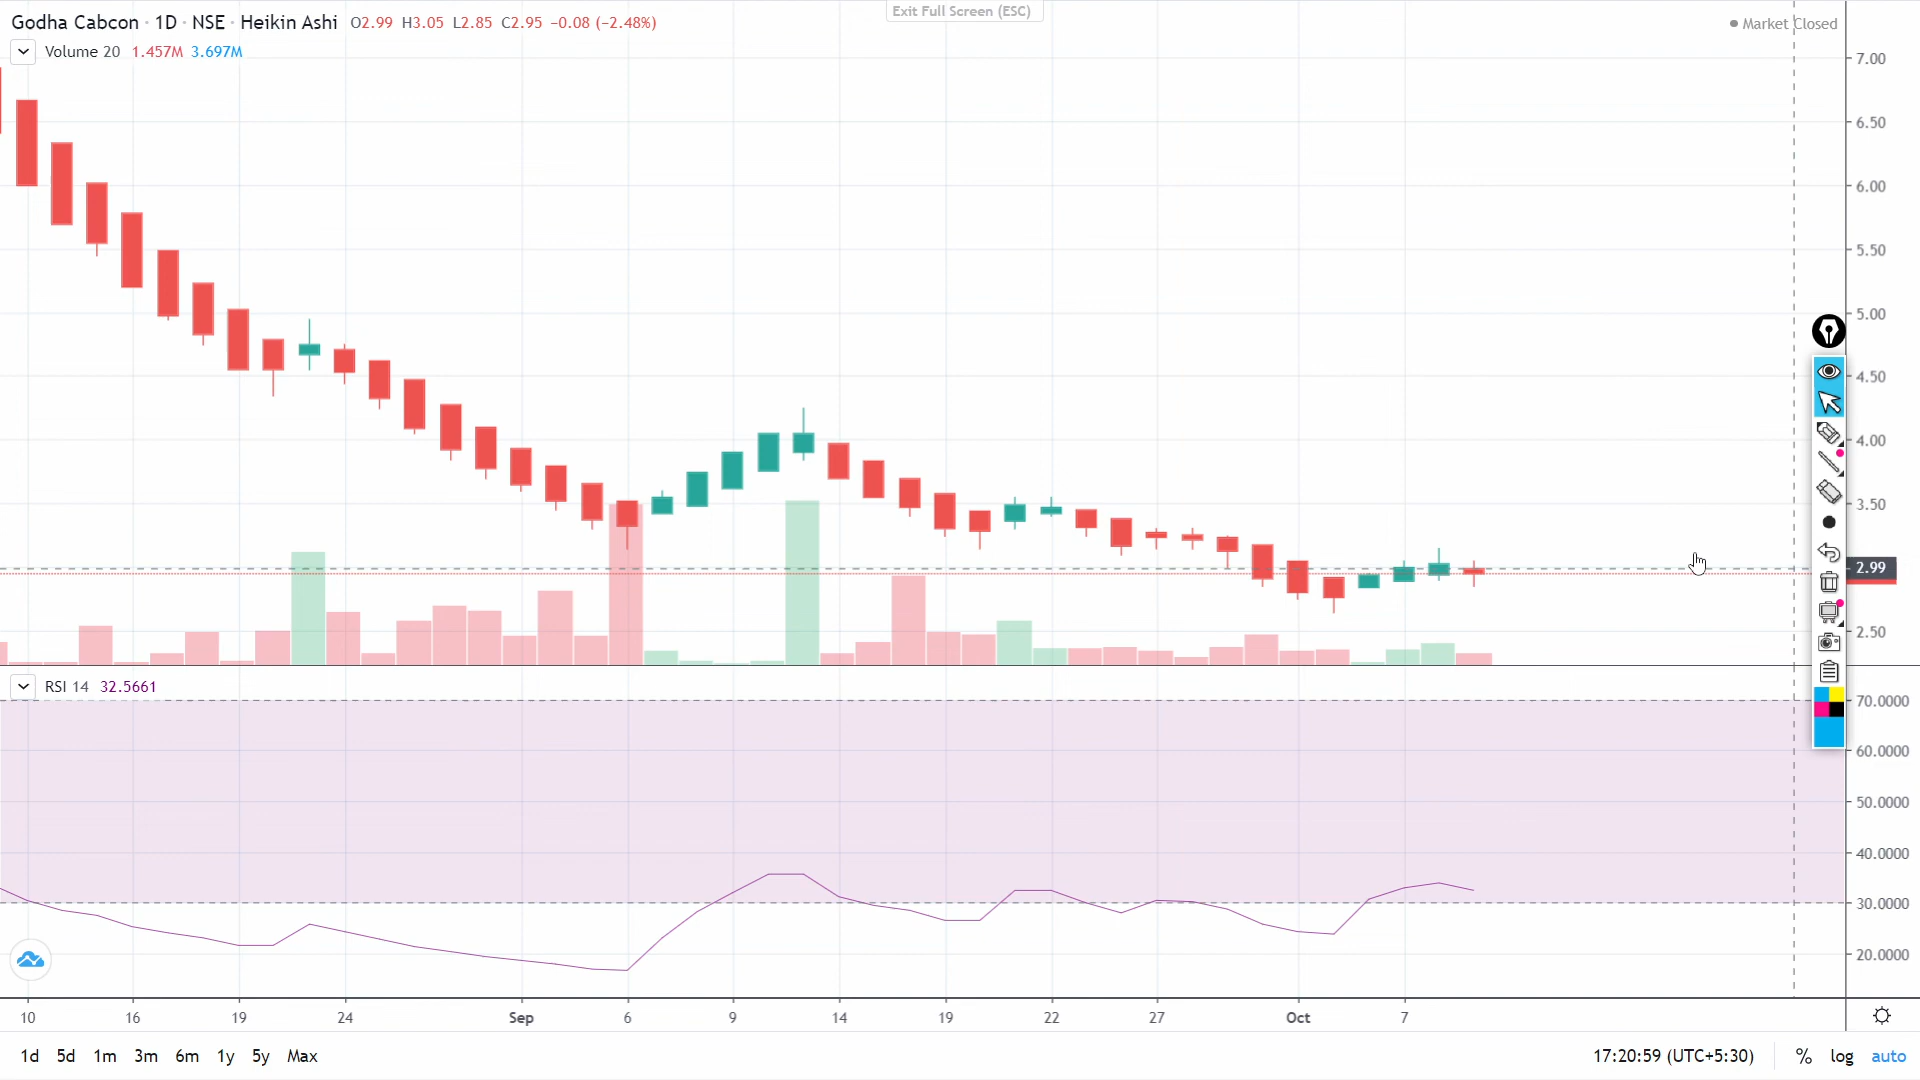 Godha Cabcon · 1D · NSE · Heikin Ashi O2.99 H3.05 L2.85 C2.95 −0.08 (−2.48%)
Exit Full Screen (ESC)
Market Closed
Volume 20 1.457M 3.697M
7.00
6.50
6.00
5.50
5.00
4.50
4.00
3.50
2.99
2.50
RSI 14 32.5661
70.0000
60.0000
50.0000
40.0000
30.0000
20.0000
10 16 19 24 Sep 6 9 14 19 22 27 Oct 7
1d 5d 1m 3m 6m 1y 5y Max 17:20:59 (UTC+5:30) % log auto